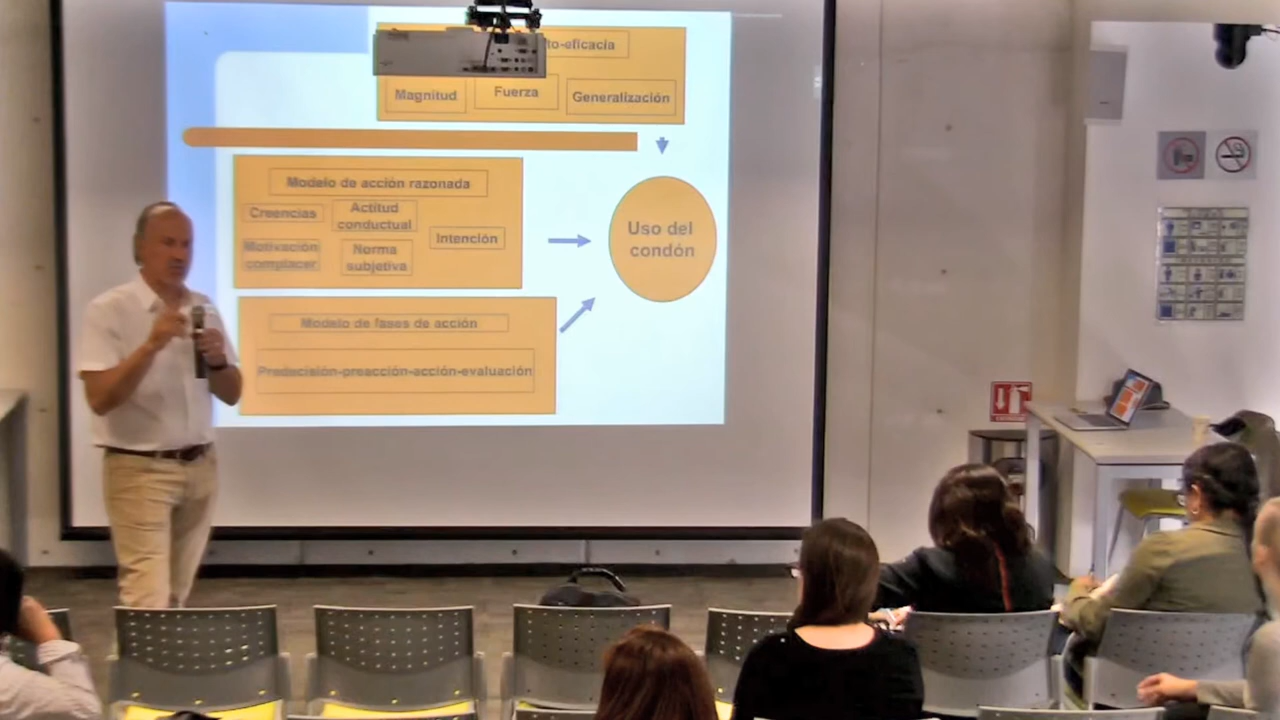 to-eficacia
Magnitud
Fuerza
Generalización
Modelo de acción razonada
Creencias
Actitud
conductual
Intención
Motivación
complacer
Norma
subjetiva
Uso del
condón
Modelo de fases de acción
Predecisión-preacción-acción-evaluación